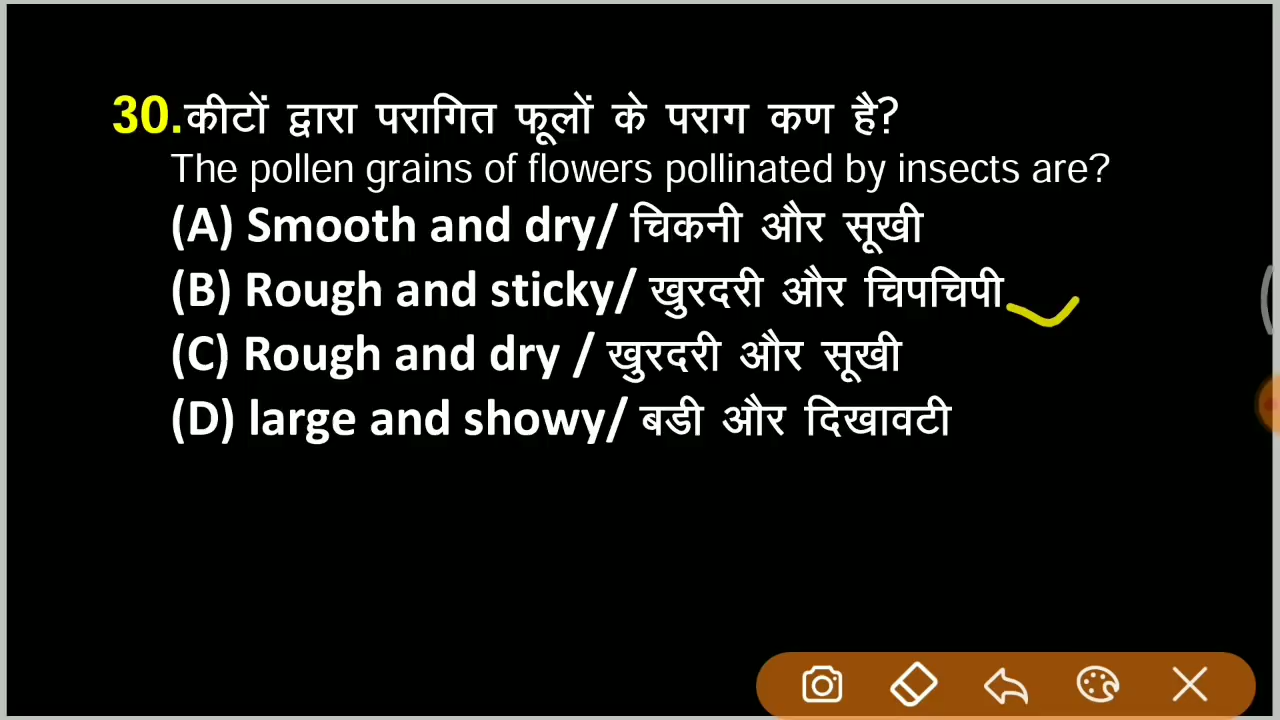 30.कीटों द्वारा परागित फूलों के पराग कण है?
The pollen grains of flowers pollinated by insects are?
(A) Smooth and dry/ चिकनी और सूखी
(B) Rough and sticky/ खुरदरी और चिपचिपी
(C) Rough and dry / खुरदरी और सूखी
(D) large and showy/ बडी और दिखावटी